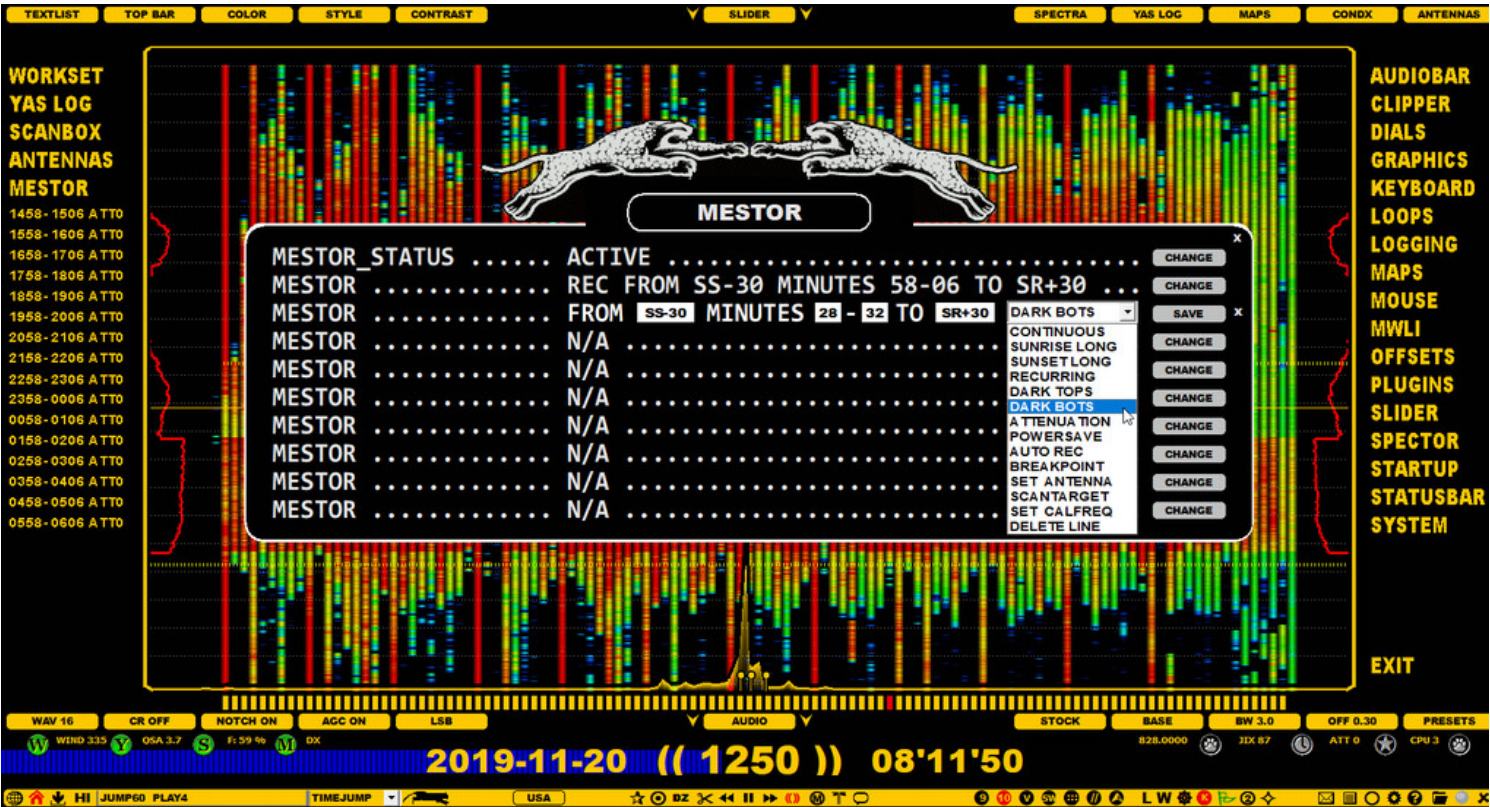 TEXTLIST TOP BAR COLOR STYLE CONTRAST SLIDER SPECTRA YAS LOG MAPS CONDX ANTENNAS
WORKSET
YAS LOG
SCANBOX
ANTENNAS
MESTOR
1458-1506 ATT0
1558-1606 ATT0
1658-1706 ATT0
1758-1806 ATT0
1858-1906 ATT0
1958-2006 ATT0
2058-2106 ATT0
2158-2206 ATT0
2258-2306 ATT0
2358-0006 ATT0
0058-0106 ATT0
0158-0206 ATT0
0258-0306 ATT0
0358-0406 ATT0
0458-0506 ATT0
0558-0606 ATT0
MESTOR
x
MESTOR_STATUS ...... ACTIVE .................................. CHANGE
MESTOR ............. REC FROM SS-30 MINUTES 58-06 TO SR+30 ... CHANGE
MESTOR ............. FROM SS-30 MINUTES 28 - 32 TO SR+30 DARK BOTS SAVE x
MESTOR ............. N/A ........................... CHANGE
MESTOR ............. N/A ........................... CHANGE
MESTOR ............. N/A ........................... CHANGE
MESTOR ............. N/A ........................... CHANGE
MESTOR ............. N/A ........................... CHANGE
MESTOR ............. N/A ........................... CHANGE
MESTOR ............. N/A ........................... CHANGE
CONTINUOUS
SUNRISE LONG
SUNSET LONG
RECURRING
DARK TOPS
DARK BOTS
ATTENUATION
POWERSAVE
AUTO REC
BREAKPOINT
SET ANTENNA
SCANTARGET
SET CALFREQ
DELETE LINE
AUDIOBAR
CLIPPER
DIALS
GRAPHICS
KEYBOARD
LOOPS
LOGGING
MAPS
MOUSE
MWLI
OFFSETS
PLUGINS
SLIDER
SPECTOR
STARTUP
STATUSBAR
SYSTEM
EXIT
WAV 16 CR OFF NOTCH ON AGC ON LSB AUDIO STOCK BASE BW 3.0 OFF 0.30 PRESETS
W WIND 335 Y QSA 3.7 S F: 59 % M DX 828.0000 JIX 87 ATT 0 CPU 3
2019-11-20 (( 1250 )) 08'11'50
HI JUMP60 PLAY4 TIMEJUMP USA DZ 9 10 V SW L W K 2 ? X